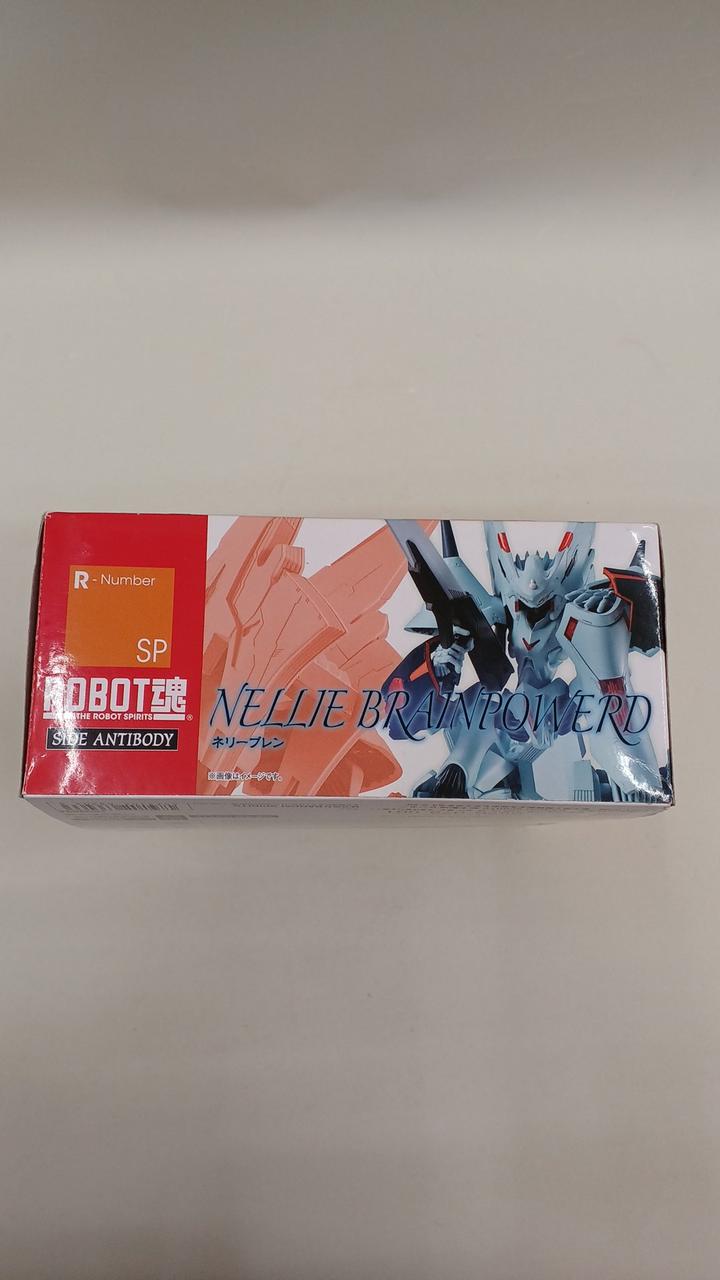 R - Number
SP
ROBOT魂
THE ROBOT SPIRITS ®
SIDE ANTIBODY
NELLIE BRAINPOWERD
ネリーブレン
※画像はイメージです。